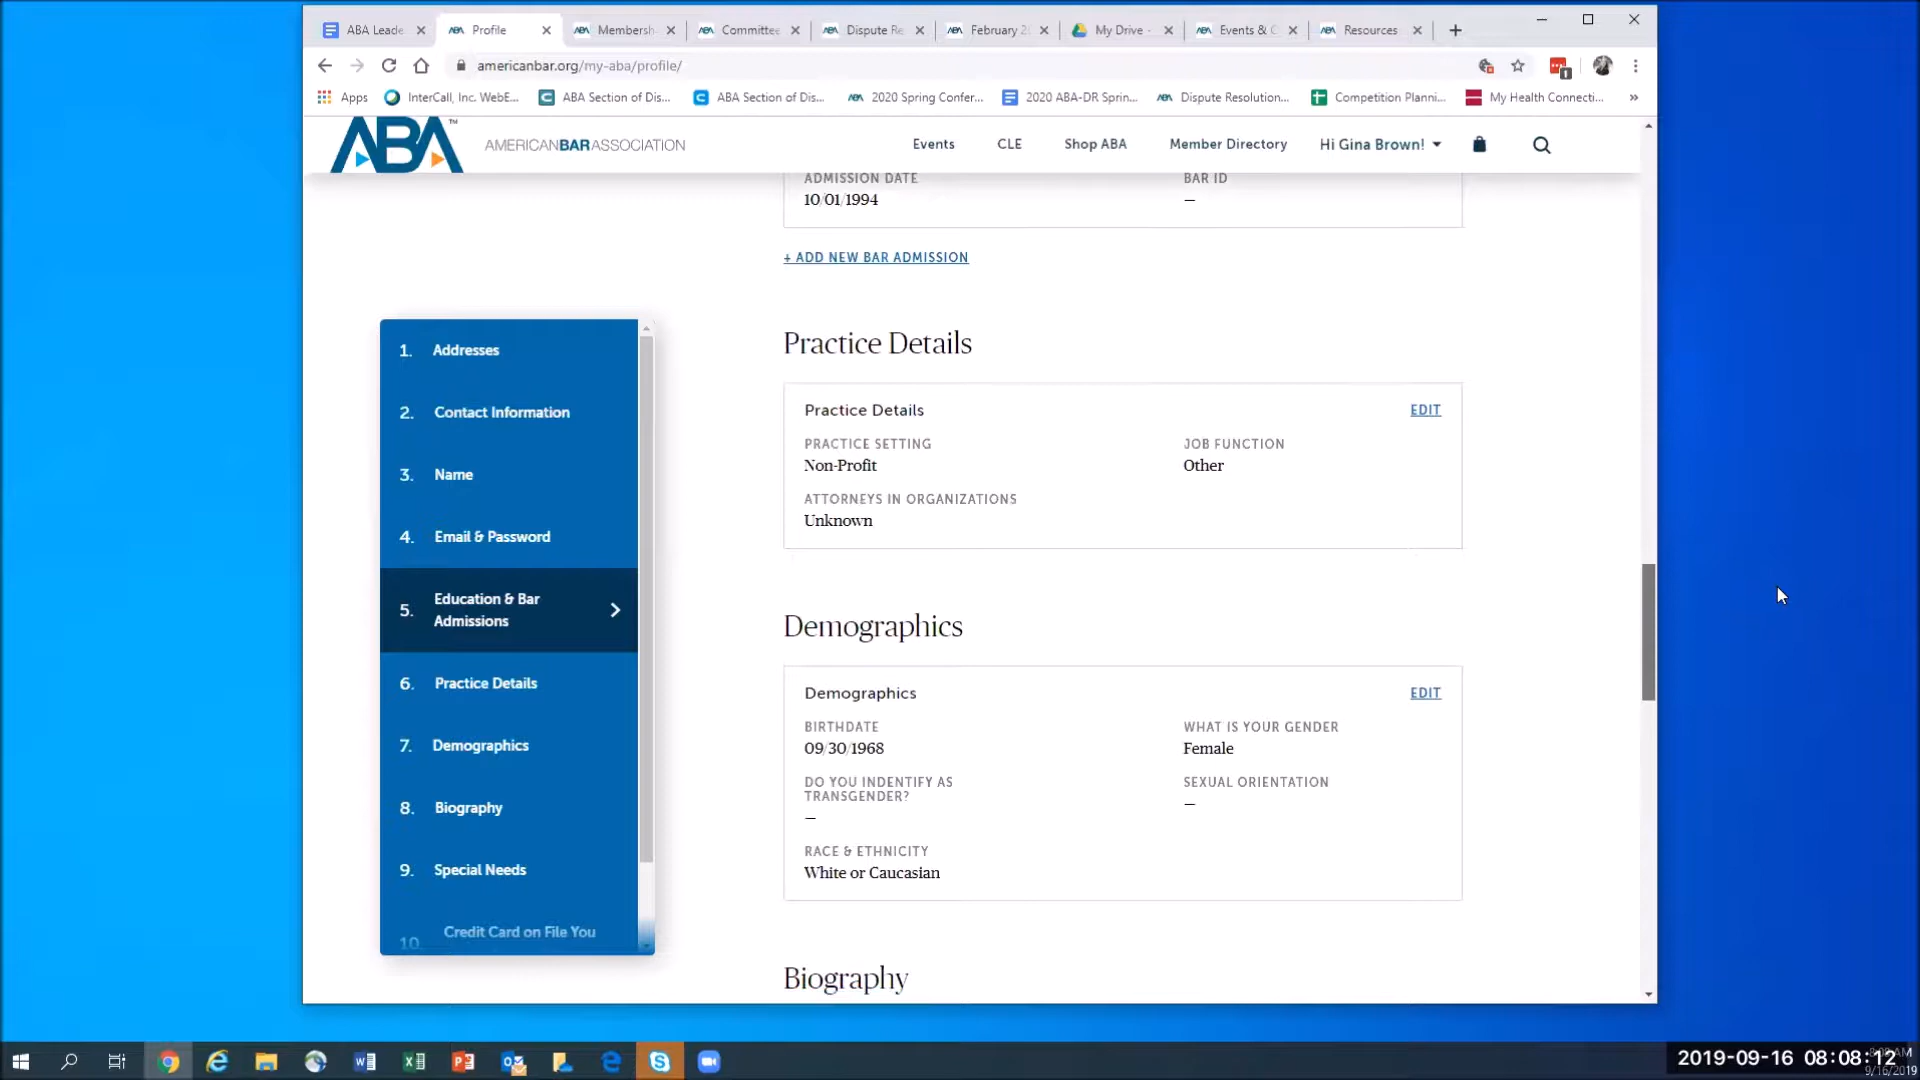 ABA Leade
Profile
Membersh
Committee
Dispute Re
February 2
My Drive -
Events & C
Resources
americanbar.org/my-aba/profile/
Apps
InterCall, Inc. WebE...
ABA Section of Dis...
ABA Section of Dis...
2020 Spring Confer...
2020 ABA-DR Sprin...
Dispute Resolution...
Competition Planni...
My Health Connecti...
»
ABA™
AMERICANBARASSOCIATION
Events
CLE
Shop ABA
Member Directory
Hi Gina Brown!
ADMISSION DATE
BAR ID
10/01/1994
—
+ ADD NEW BAR ADMISSION
1. Addresses
2. Contact Information
3. Name
4. Email & Password
5. Education & Bar
Admissions
6. Practice Details
7. Demographics
8. Biography
9. Special Needs
10. Credit Card on File You
Practice Details
Practice Details
EDIT
PRACTICE SETTING
JOB FUNCTION
Non-Profit
Other
ATTORNEYS IN ORGANIZATIONS
Unknown
Demographics
Demographics
EDIT
BIRTHDATE
WHAT IS YOUR GENDER
09/30/1968
Female
DO YOU INDENTIFY AS
TRANSGENDER?
SEXUAL ORIENTATION
—
—
RACE & ETHNICITY
White or Caucasian
Biography
2019-09-16 08:08:12
9/16/2019